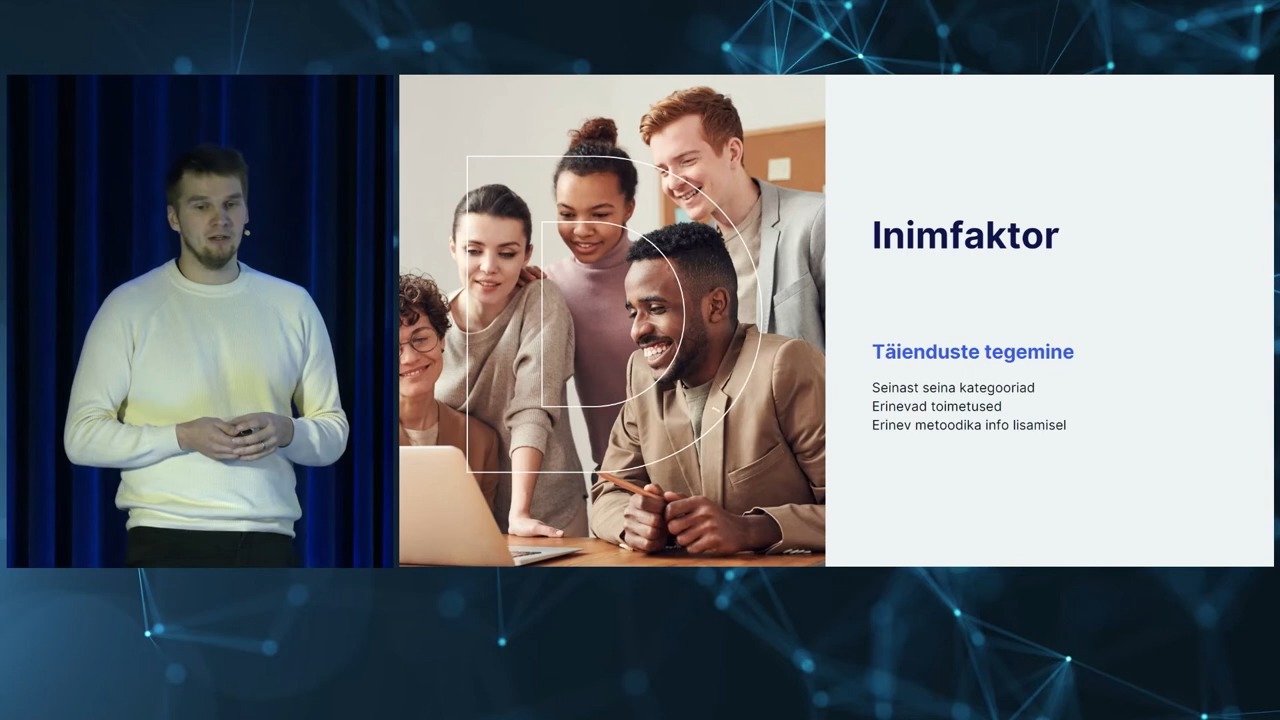 Inimfaktor
Täienduste tegemine
Seinast seina kategooriad
Erinevad toimetused
Erinev metoodika info lisamisel